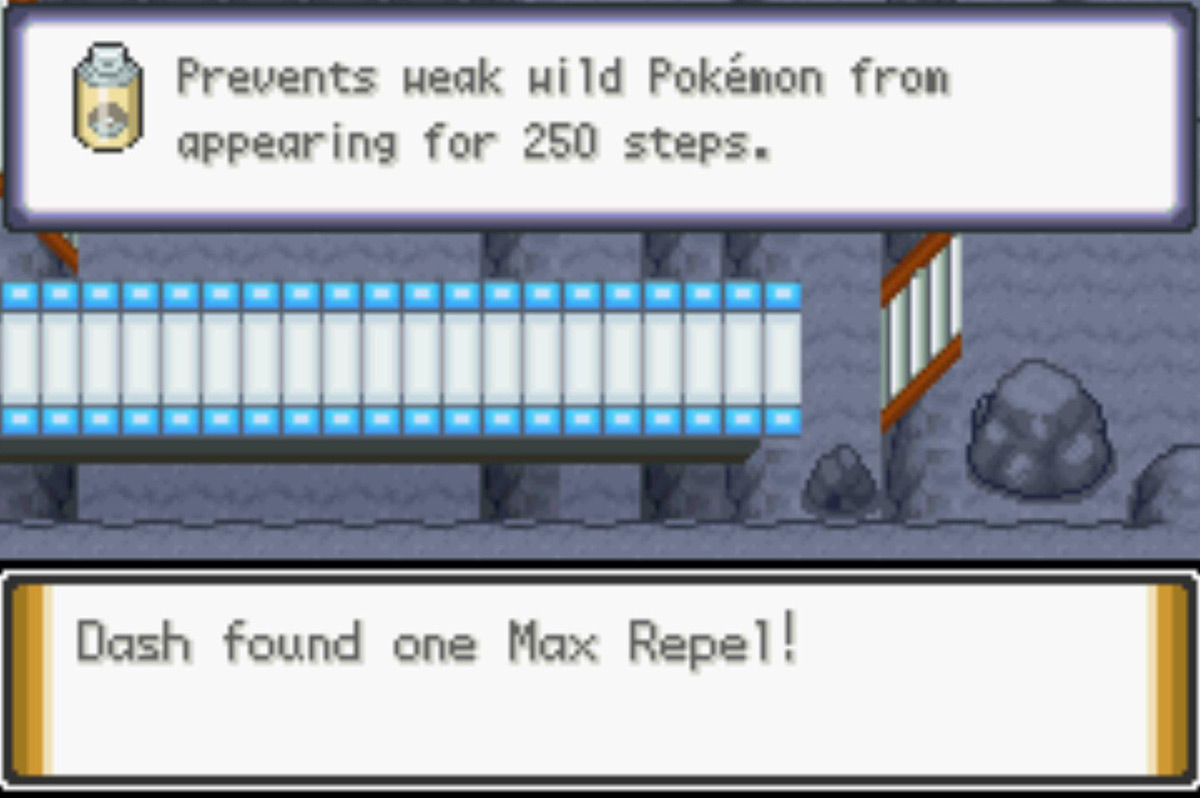 Prevents weak wild Pokémon from
appearing for 250 steps.
Dash found one Max Repel!